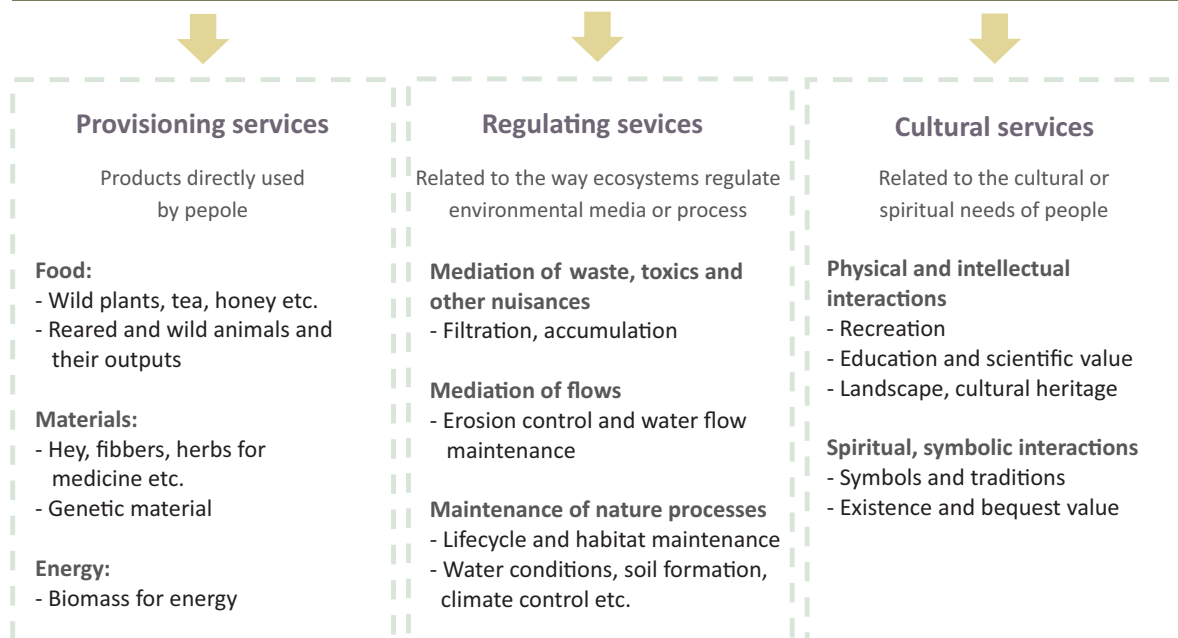 Provisioning services
Products directly used
by pepole
Food:
- Wild plants, tea, honey etc.
- Reared and wild animals and
their outputs
Materials:
- Hey, fibbers, herbs for
medicine etc.
- Genetic material
Energy:
- Biomass for energy
Regulating sevices
Related to the way ecosystems regulate
environmental media or process
Mediation of waste, toxics and
other nuisances
- Filtration, accumulation
Mediation of flows
- Erosion control and water flow
maintenance
Maintenance of nature processes
- Lifecycle and habitat maintenance
- Water conditions, soil formation,
climate control etc.
Cultural services
Related to the cultural or
spiritual needs of people
Physical and intellectual
interactions
- Recreation
- Education and scientific value
- Landscape, cultural heritage
Spiritual, symbolic interactions
- Symbols and traditions
- Existence and bequest value